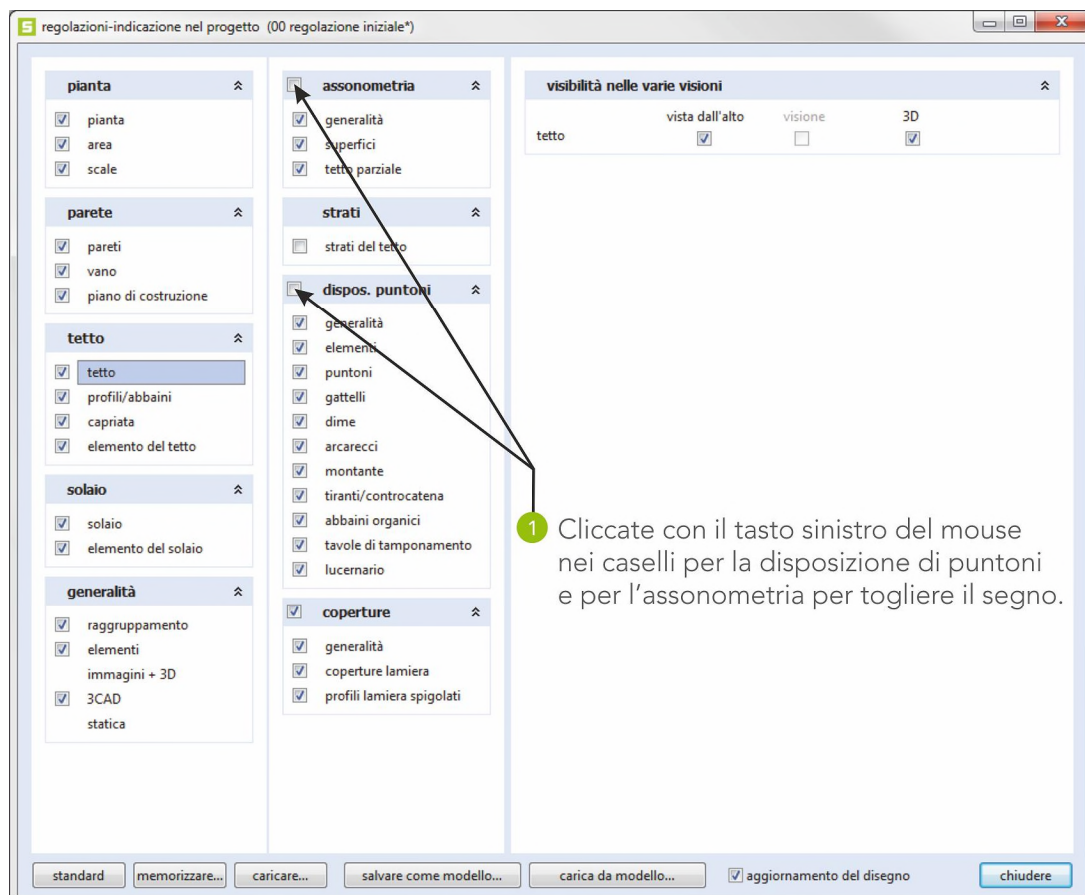 regolazioni-indicazione nel progetto (00 regolazione iniziale*)
pianta
pianta
area
scale
parete
pareti
vano
piano di costruzione
tetto
tetto
profili/abbaini
capriata
elemento del tetto
solaio
solaio
elemento del solaio
generalità
raggruppamento
elementi
immagini + 3D
3CAD
statica
assonometria
generalità
superfici
tetto parziale
strati
strati del tetto
dispos. puntoni
generalità
elementi
puntoni
gattelli
dime
arcarecci
montante
tiranti/controcatena
abbaini organici
tavole di tamponamento
lucernario
coperture
generalità
coperture lamiera
profili lamiera spigolati
visibilità nelle varie visioni
vista dall'alto visione 3D
tetto
1 Cliccate con il tasto sinistro del mouse
nei caselli per la disposizione di puntoni
e per l’assonometria per togliere il segno.
standard memorizzare... caricare... salvare come modello... carica da modello... aggiornamento del disegno chiudere